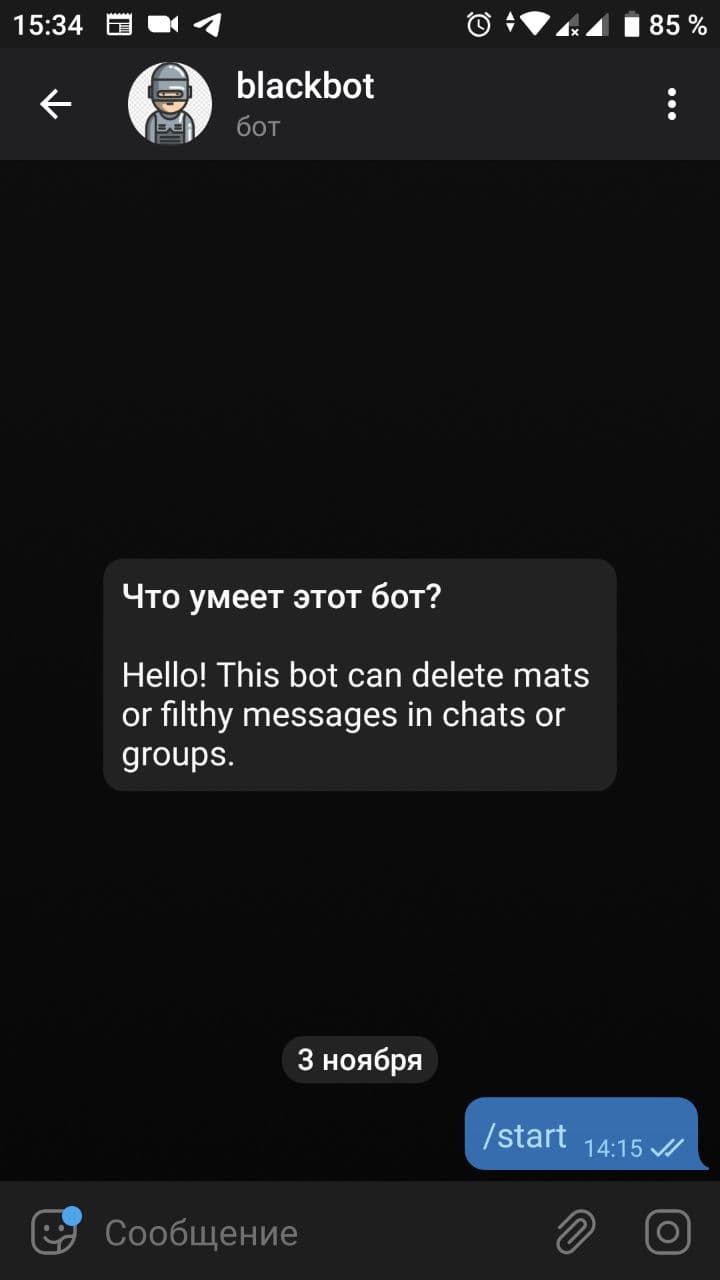 15:34
85 %
blackbot
бот
Что умеет этот бот?
Hello! This bot can delete mats
or filthy messages in chats or
groups.
3 ноября
/start 14:15
Сообщение